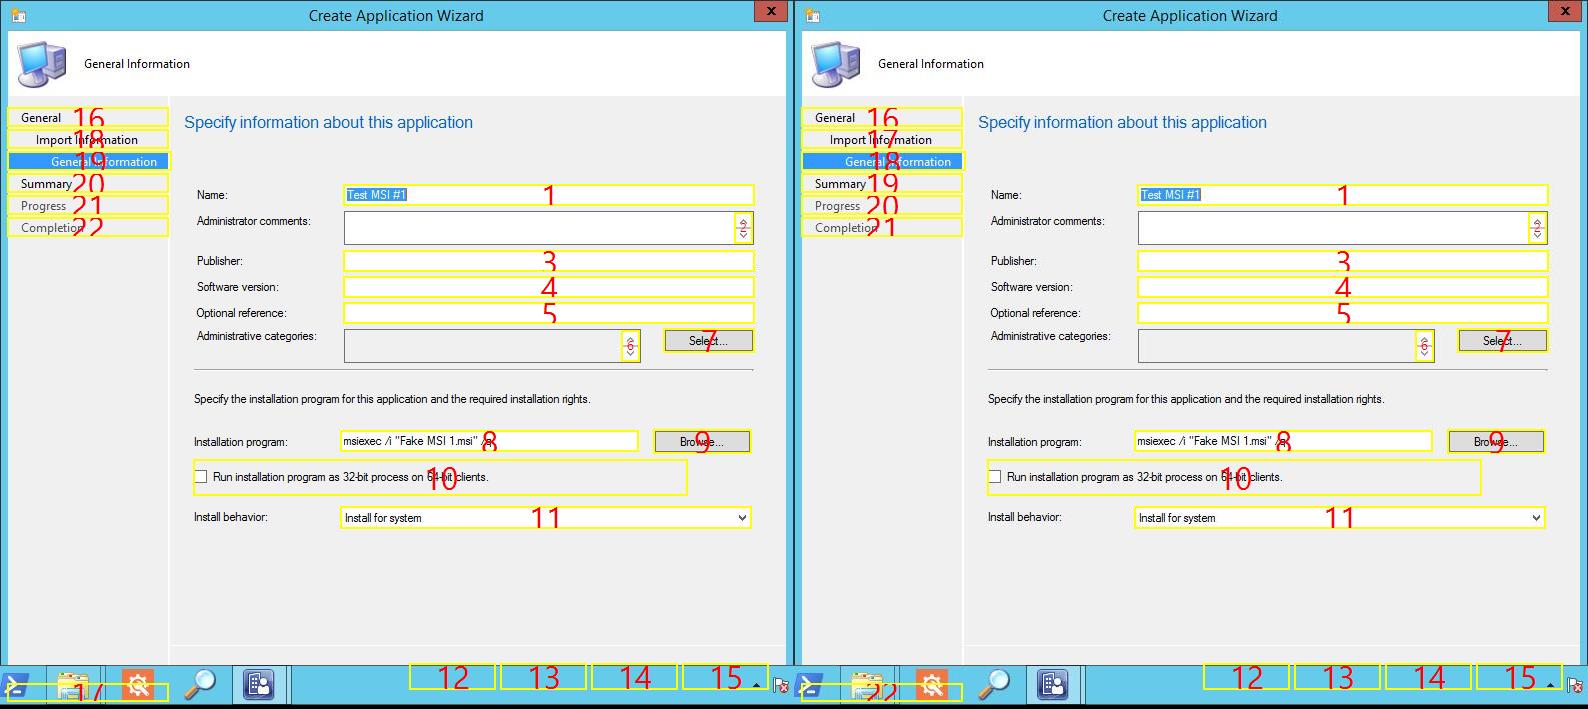 Create Application Wizard x
General Information
General 16
Import Information 18
General Information 19
Summary 20
Progress 21
Completion 22
Specify information about this application
Name: Test MSI #1 1
Administrator comments: 2
Publisher: 3
Software version: 4
Optional reference: 5
Administrative categories: 6 Select... 7
Specify the installation program for this application and the required installation rights.
Installation program: msiexec /i "Fake MSI 1.msi" /q 8 Browse... 9
Run installation program as 32-bit process on 64-bit clients. 10
Install behavior: Install for system 11
12 13 14 15
17
Create Application Wizard x
General Information
General 16
Import Information 17
General Information 18
Summary 19
Progress 20
Completion 21
Specify information about this application
Name: Test MSI #1 1
Administrator comments: 2
Publisher: 3
Software version: 4
Optional reference: 5
Administrative categories: 6 Select... 7
Specify the installation program for this application and the required installation rights.
Installation program: msiexec /i "Fake MSI 1.msi" /q 8 Browse... 9
Run installation program as 32-bit process on 64-bit clients. 10
Install behavior: Install for system 11
12 13 14 15
22